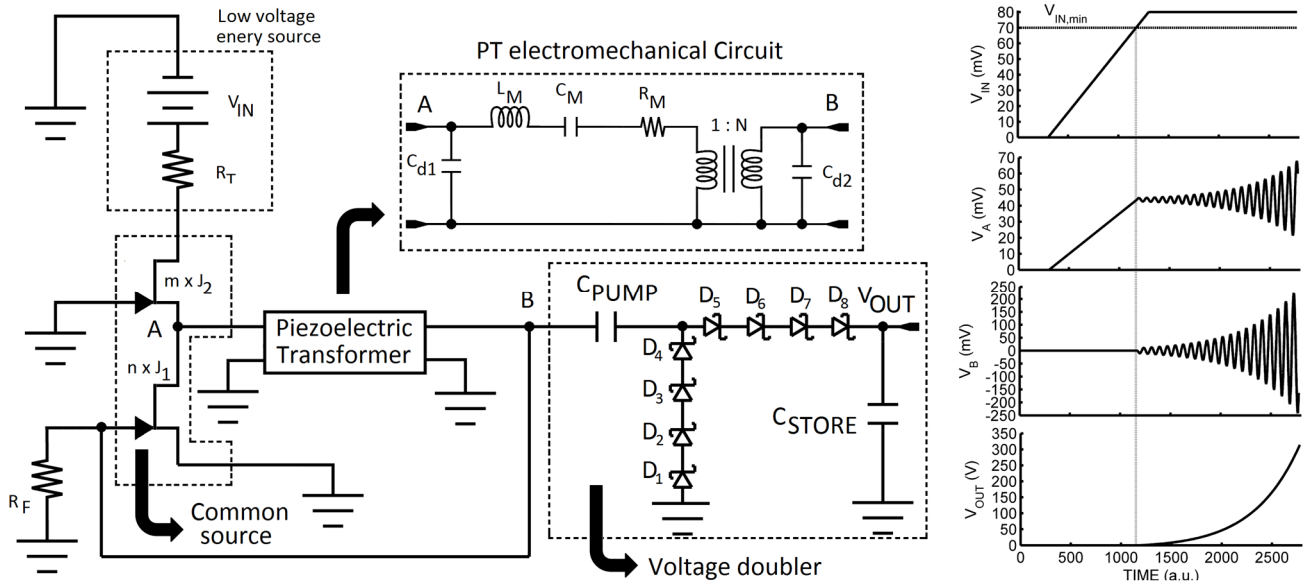 Low voltage
enery source
V_IN
R_T
m x J_2
A
n x J_1
R_F
Common
source
PT electromechanical Circuit
A
L_M
C_M
R_M
B
1 : N
C_d1
C_d2
Piezoelectric
Transformer
B
C_PUMP
D_5
D_6
D_7
D_8
V_OUT
D_4
D_3
D_2
D_1
C_STORE
Voltage doubler
V_IN,min
V_IN (mV)
80
70
60
50
40
30
20
10
0
V_A (mV)
70
60
50
40
30
20
10
0
V_B (mV)
250
200
150
100
50
0
-50
-100
-150
-200
-250
V_OUT (V)
350
300
250
200
150
100
50
0
0 500 1000 1500 2000 2500
TIME (a.u.)